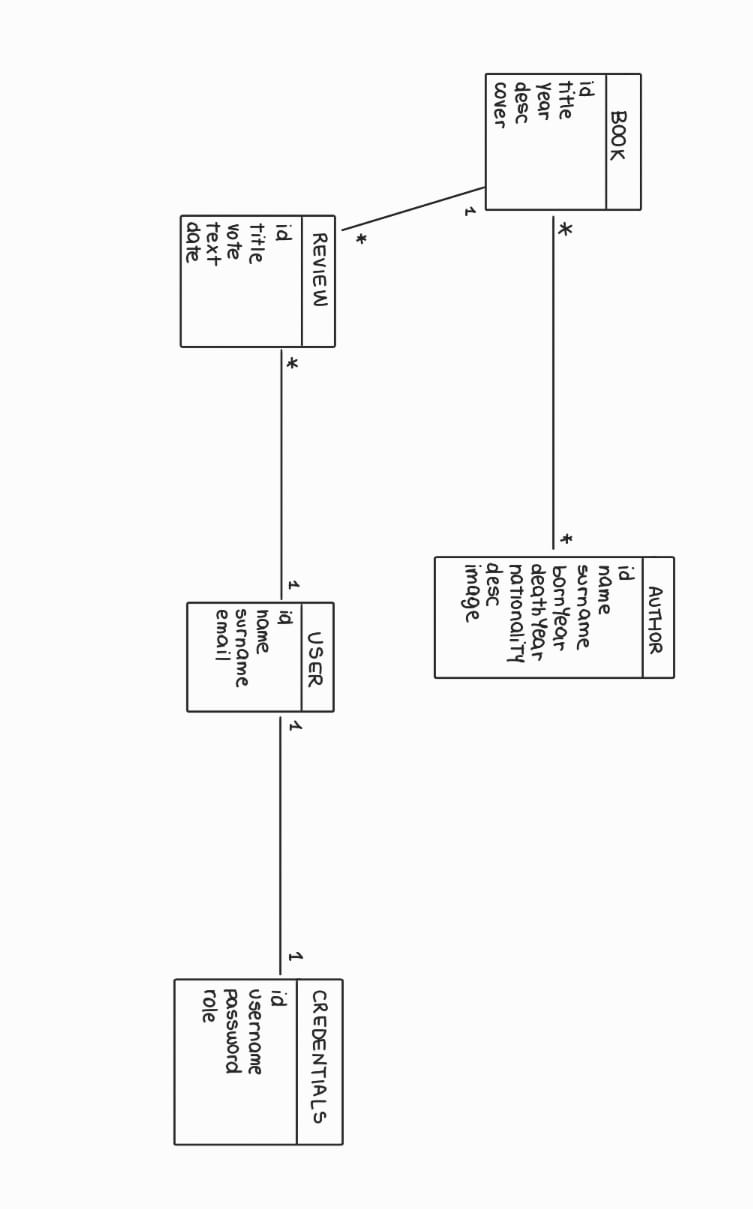 BOOK
id
title
year
desc
cover
1
*
*
*
AUTHOR
id
name
surname
bornYear
deathYear
nationality
desc
image
REVIEW
id
title
vote
text
date
*
1
USER
id
name
surname
email
1
1
CREDENTIALS
id
username
password
role